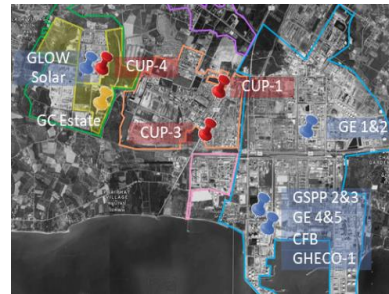 GLOW
Solar
CUP-4
CUP-1
GC Estate
CUP-3
GE 1&2
GSPP 2&3
GE 4&5
CFB
GHECO-1